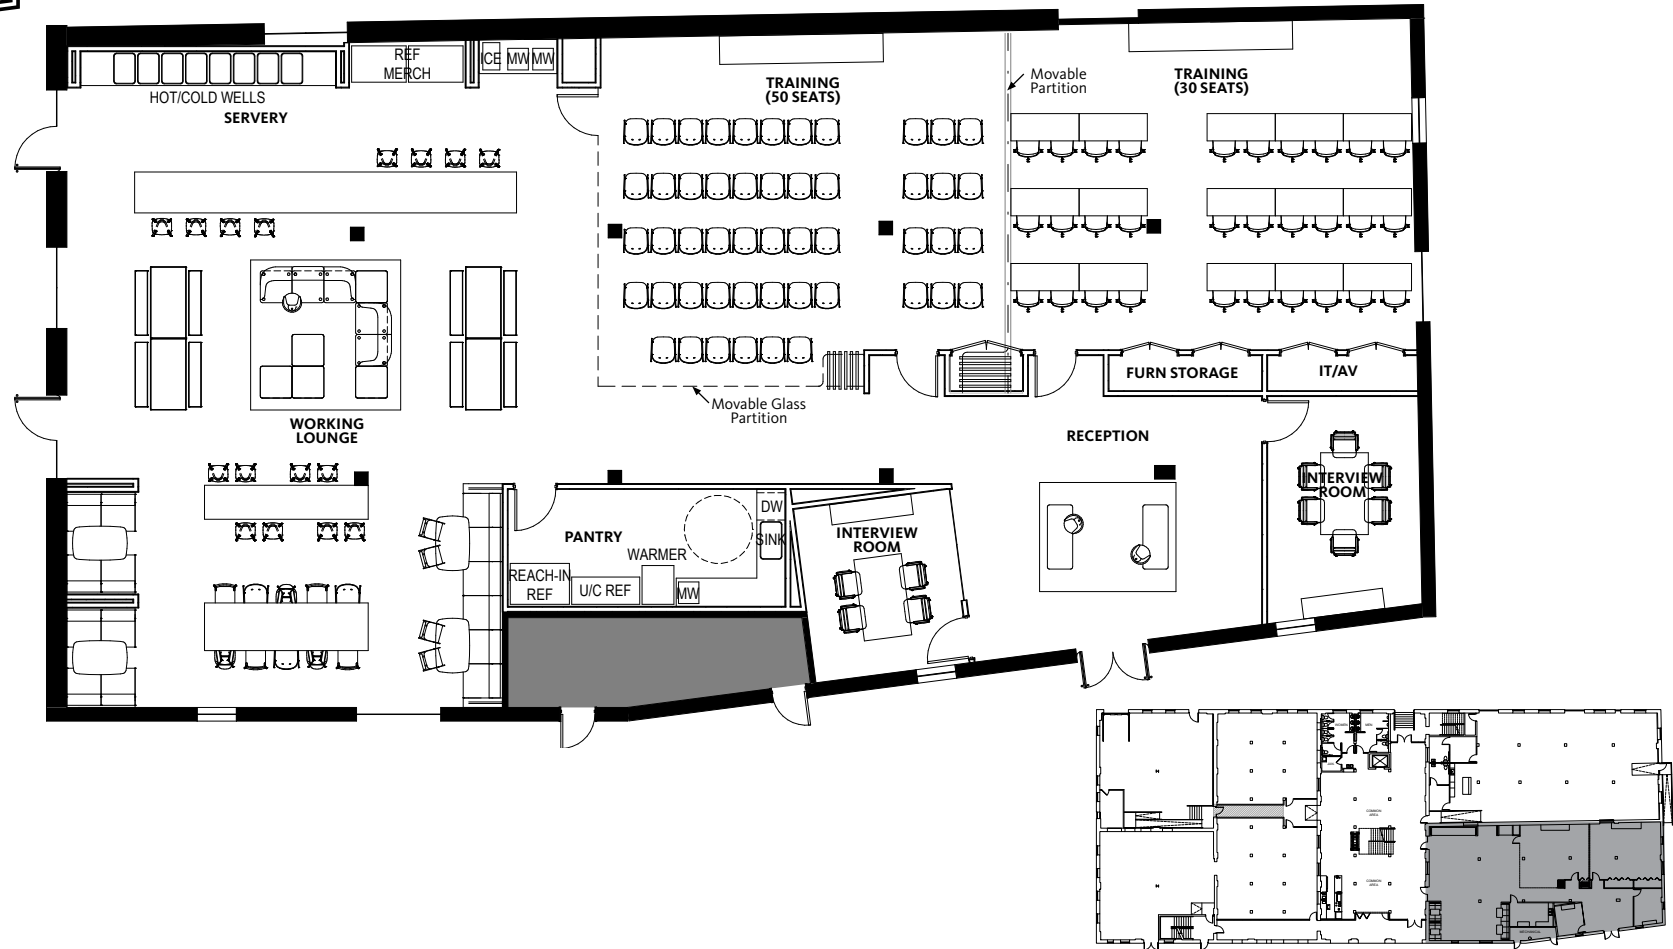 REF
MERCH
ICE
MW
MW
HOT/COLD WELLS
SERVERY
TRAINING
(50 SEATS)
Movable
Partition
TRAINING
(30 SEATS)
Movable Glass
Partition
FURN STORAGE
IT/AV
WORKING
LOUNGE
RECEPTION
INTERVIEW
ROOM
PANTRY
DW
SINK
WARMER
REACH-IN
REF
U/C REF
MW
INTERVIEW
ROOM
COMMON
AREA
COMMON
AREA